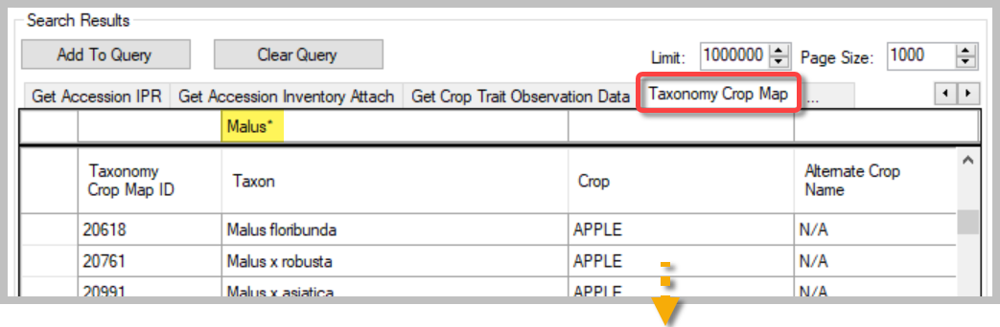 Search Results
Add To Query Clear Query Limit: 1000000 Page Size: 1000
Get Accession IPR Get Accession Inventory Attach Get Crop Trait Observation Data Taxonomy Crop Map ...
Malus*
Taxonomy Crop Map ID Taxon Crop Alternate Crop Name
20618 Malus floribunda APPLE N/A
20761 Malus x robusta APPLE N/A
20991 Malus x asiatica APPLE N/A